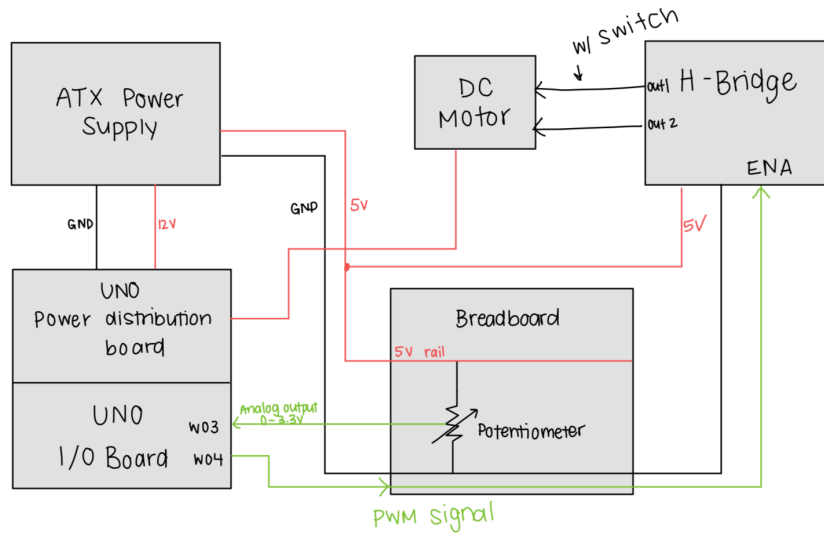 ATX Power
Supply
DC
Motor
w/ switch
out1
H-Bridge
out 2
ENA
GND
12V
GND
5V
5V
UNO
Power distribution
board
Breadboard
5V rail
UNO
I/O Board
W03
W04
Analog output
0-3.3V
Potentiometer
PWM signal